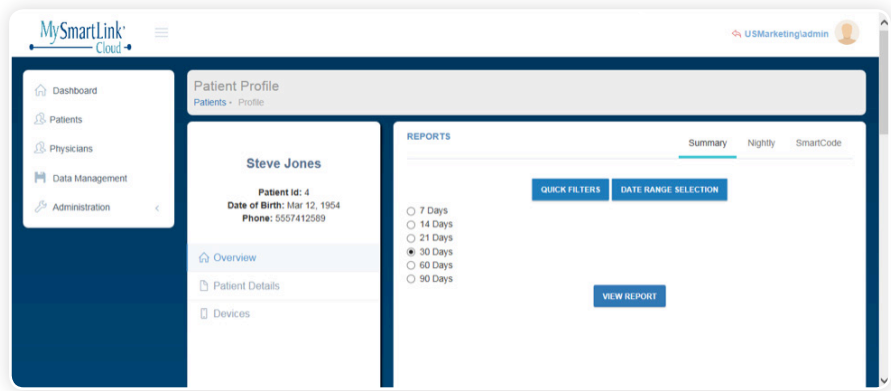 MySmartLink
Cloud
USMarketing\admin
Dashboard
Patients
Physicians
Data Management
Administration
Patient Profile
Patients - Profile
Steve Jones
Patient Id: 4
Date of Birth: Mar 12, 1954
Phone: 5557412589
Overview
Patient Details
Devices
REPORTS
Summary Nightly SmartCode
QUICK FILTERS DATE RANGE SELECTION
7 Days
14 Days
21 Days
30 Days
60 Days
90 Days
VIEW REPORT